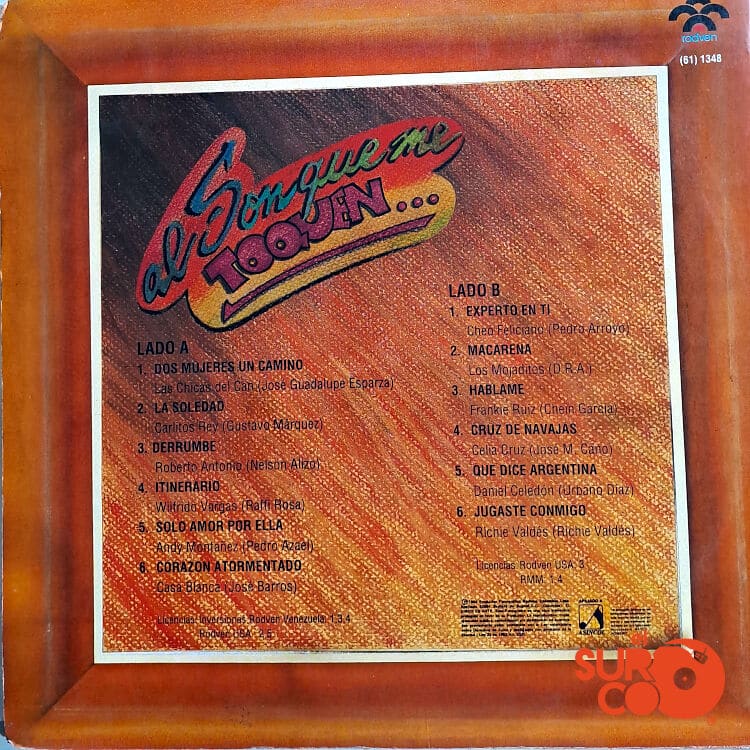 rodven
(61) 1348
al Son que me
TOQUEN...
LADO A
1. DOS MUJERES UN CAMINO
Las Chicas del Can (José Guadalupe Esparza)
2. LA SOLEDAD
Carlitos Rey (Gustavo Márquez)
3. DERRUMBE
Roberto Antonio (Nelson Alizo)
4. ITINERARIO
Wilfrido Vargas (Raffi Rosa)
5. SOLO AMOR POR ELLA
Andy Montañez (Pedro Azael)
6. CORAZON ATORMENTADO
Casa Blanca (José Barros)
Licencias: Inversiones Rodven Venezuela: 1.3.4
Rodven USA: 2.5
LADO B
1. EXPERTO EN TI
Cheo Feliciano (Pedro Arroyo)
2. MACARENA
Los Mojaditos (D.R.A.)
3. HABLAME
Frankie Ruiz (Chein García)
4. CRUZ DE NAVAJAS
Celia Cruz (José M. Cano)
5. QUE DICE ARGENTINA
Daniel Celedón (Urbano Díaz)
6. JUGASTE CONMIGO
Richie Valdés (Richie Valdés)
Licencias: Rodven USA: 3
RMM: 1.4
AFILIADO A
ASINCOL
MI
SURCO